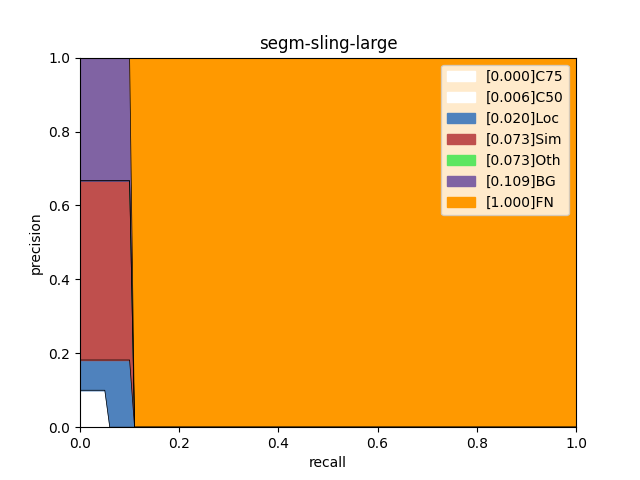 segm-sling-large
1.0
0.8
0.6
0.4
0.2
0.0
precision
[0.000]C75
[0.006]C50
[0.020]Loc
[0.073]Sim
[0.073]Oth
[0.109]BG
[1.000]FN
0.0 0.2 0.4 0.6 0.8 1.0
recall